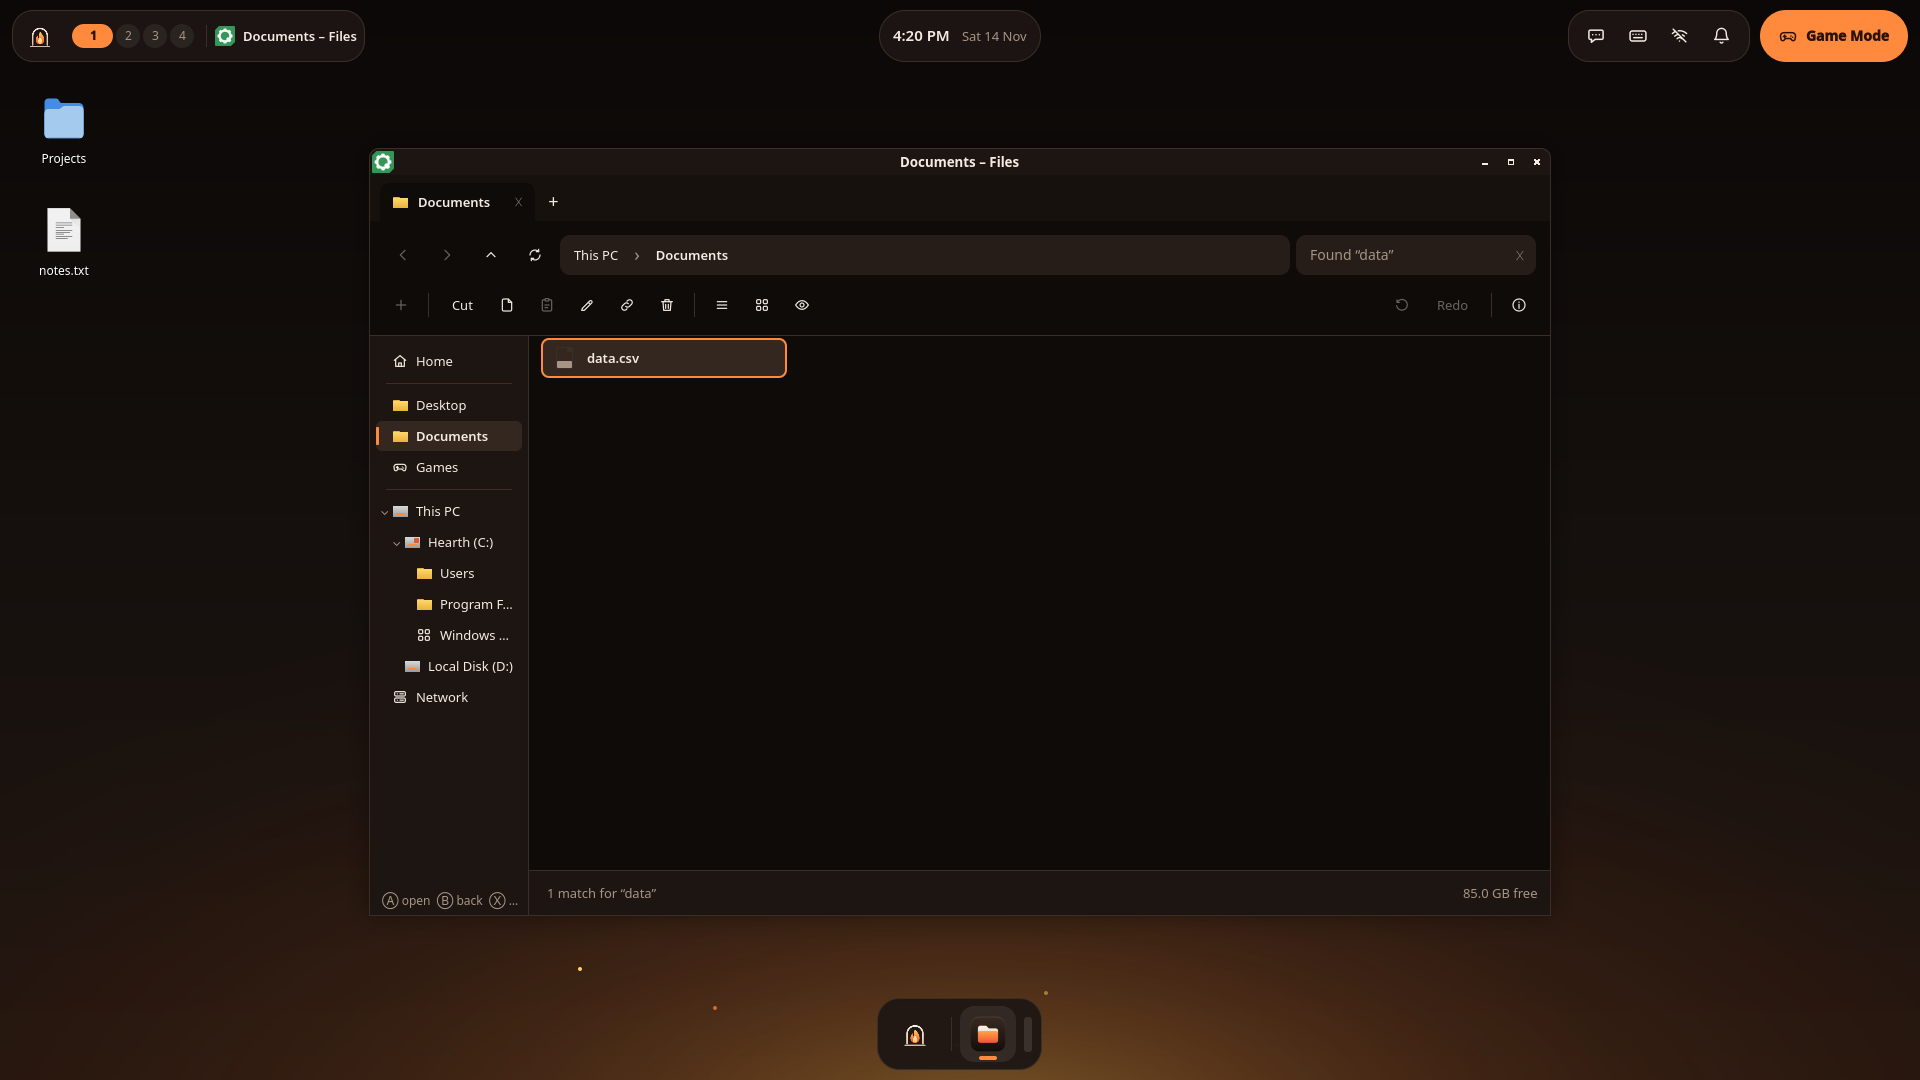 1 2 3 4 Documents – Files
4:20 PM Sat 14 Nov
Game Mode
Projects
notes.txt
Documents – Files
Documents X +
This PC › Documents
Found “data” X
Cut
Redo
Home
Desktop
Documents
Games
This PC
Hearth (C:)
Users
Program F...
Windows ...
Local Disk (D:)
Network
A open B back X ...
data.csv
1 match for “data”
85.0 GB free